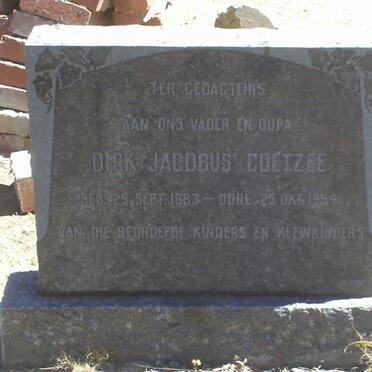 TER GEDACTENIS
AAN ONS VADER EN OUPA
DIRK JACOBUS COETZEE
GEB. 29 SEPT. 1883 — OORL. 25 OKT. 1954
VAN DIE BEDROEFDE KINDERS EN KLEINKINDERS